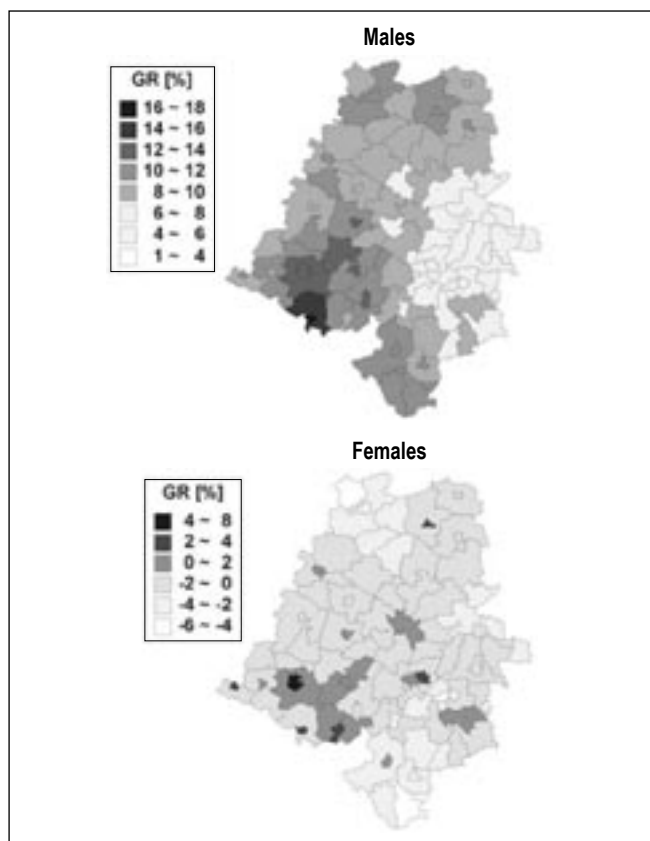 Males
GR [%]
16 ~ 18
14 ~ 16
12 ~ 14
10 ~ 12
8 ~ 10
6 ~ 8
4 ~ 6
1 ~ 4
Females
GR [%]
4 ~ 8
2 ~ 4
0 ~ 2
-2 ~ 0
-4 ~ -2
-6 ~ -4